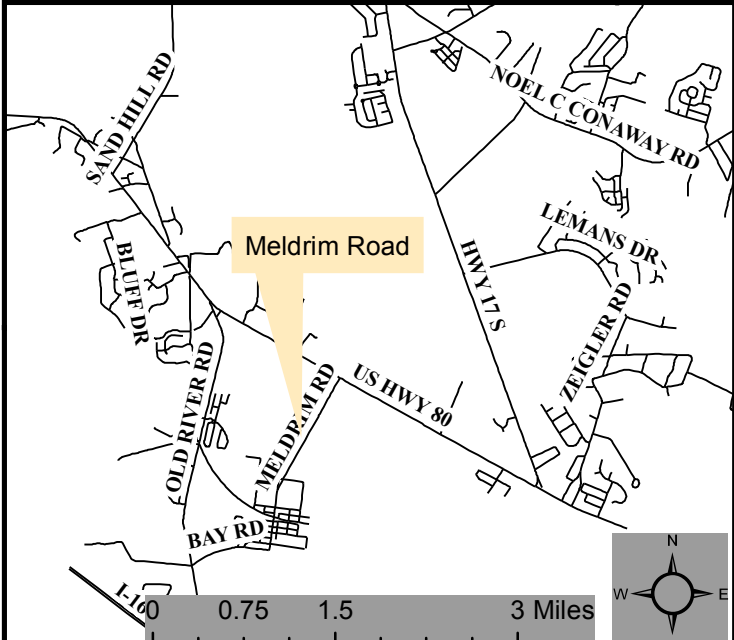 SAND HILL RD
NOEL C CONAWAY RD
LEMANS DR
Meldrim Road
BLUFF DR
HWY 17 S
ZEIGLER RD
OLD RIVER RD
MELDRIM RD
US HWY 80
BAY RD
I-16
N
W E
S
0 0.75 1.5 3 Miles